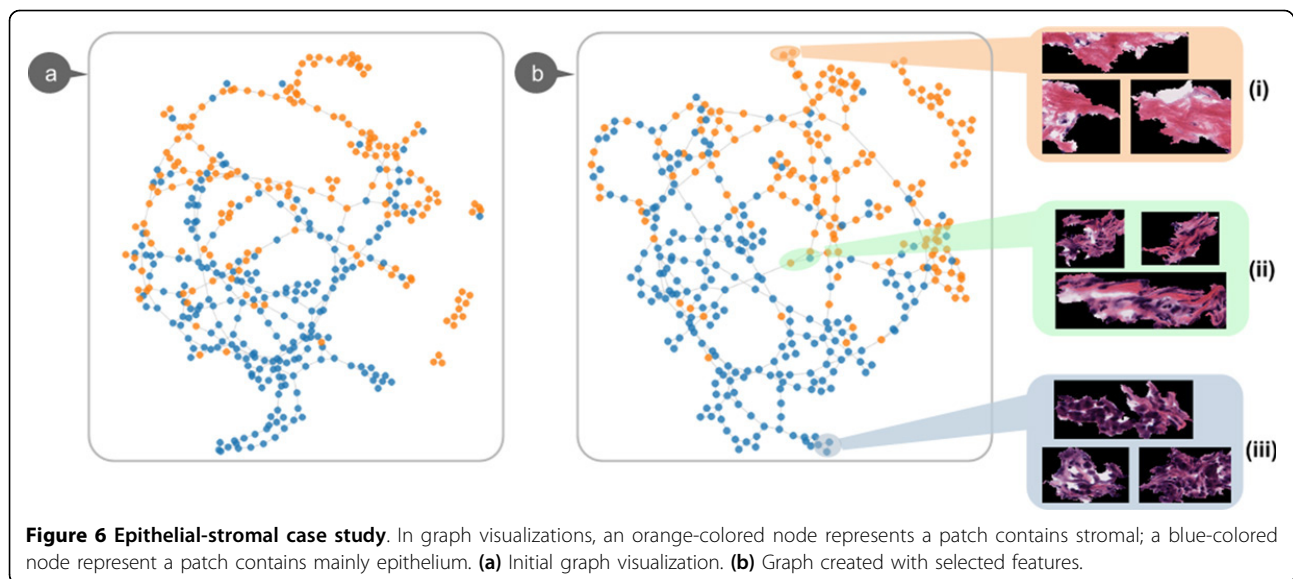 a
b
(i)
(ii)
(iii)
Figure 6 Epithelial-stromal case study. In graph visualizations, an orange-colored node represents a patch contains stromal; a blue-colored
node represent a patch contains mainly epithelium. (a) Initial graph visualization. (b) Graph created with selected features.